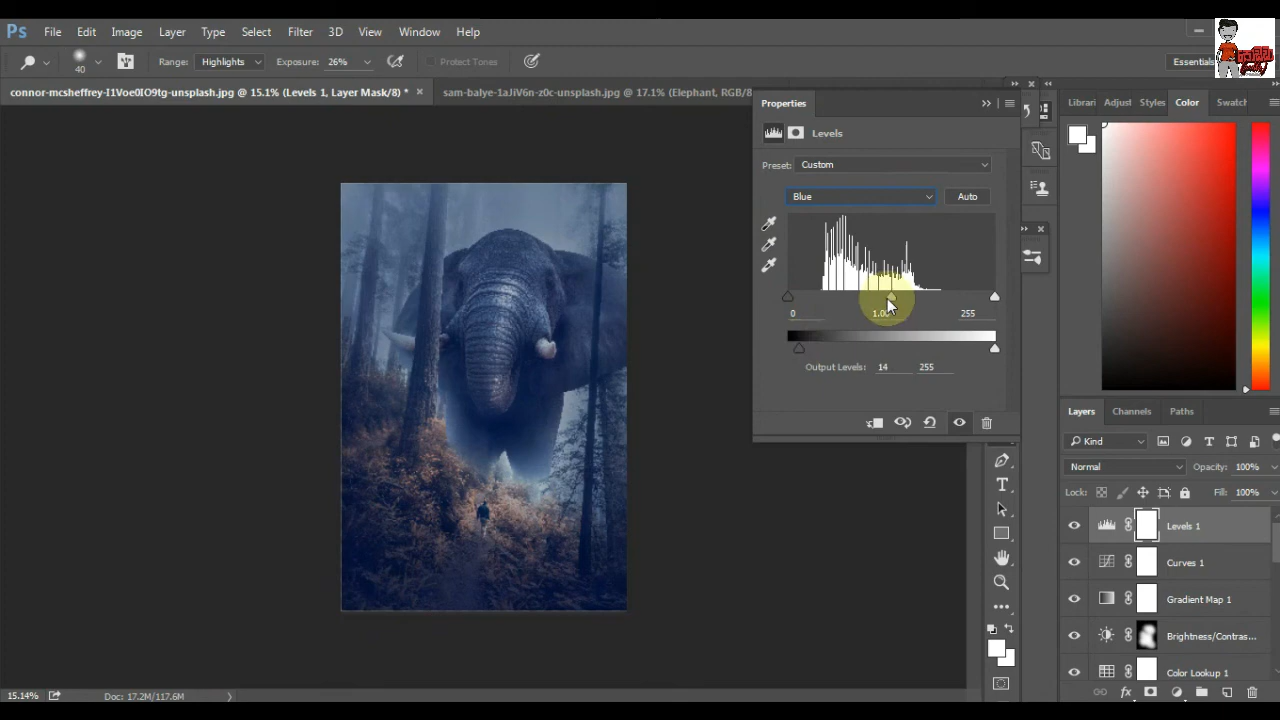 Ps File Edit Image Layer Type Select Filter 3D View Window Help
40 Range: Highlights Exposure: 26% Protect Tones Essentials
connor-mcsheffrey-I1Voe0IO9tg-unsplash.jpg @ 15.1% (Levels 1, Layer Mask/8) * × sam-balye-1aJiV6n-z0c-unsplash.jpg @ 17.1% (Elephant, RGB/8
Properties
Librari Adjust Styles Color Swatch
Levels
Preset: Custom
Blue Auto
0 1.00 255
Output Levels: 14 255
Layers Channels Paths
Kind
Normal Opacity: 100%
Lock: Fill: 100%
Levels 1
Curves 1
Gradient Map 1
Brightness/Contras...
Color Lookup 1
15.14% Doc: 17.2M/117.6M